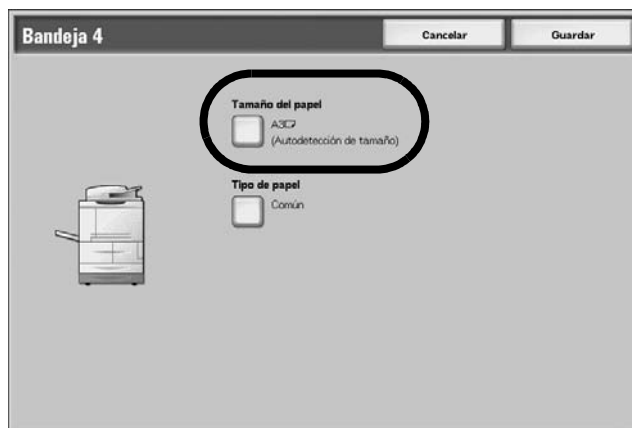 Bandeja 4
Cancelar
Guardar
Tamaño del papel
A3
(Autodetección de tamaño)
Tipo de papel
Común